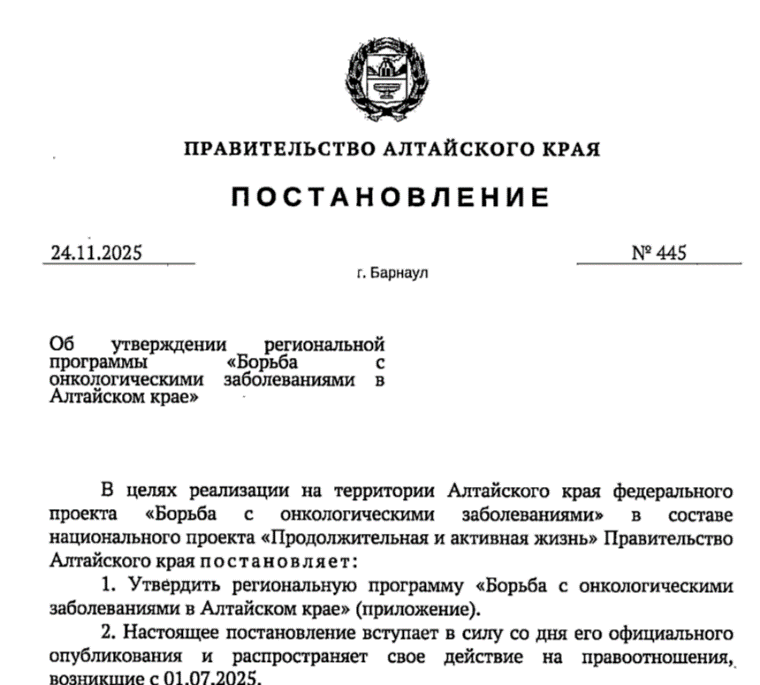 ПРАВИТЕЛЬСТВО АЛТАЙСКОГО КРАЯ
ПОСТАНОВЛЕНИЕ
24.11.2025
№ 445
г. Барнаул
Об утверждении региональной
программы «Борьба с
онкологическими заболеваниями в
Алтайском крае»
В целях реализации на территории Алтайского края федерального
проекта «Борьба с онкологическими заболеваниями» в составе
национального проекта «Продолжительная и активная жизнь» Правительство
Алтайского края постановляет:
1. Утвердить региональную программу «Борьба с онкологическими
заболеваниями в Алтайском крае» (приложение).
2. Настоящее постановление вступает в силу со дня его официального
опубликования и распространяет свое действие на правоотношения,
возникшие с 01.07.2025.